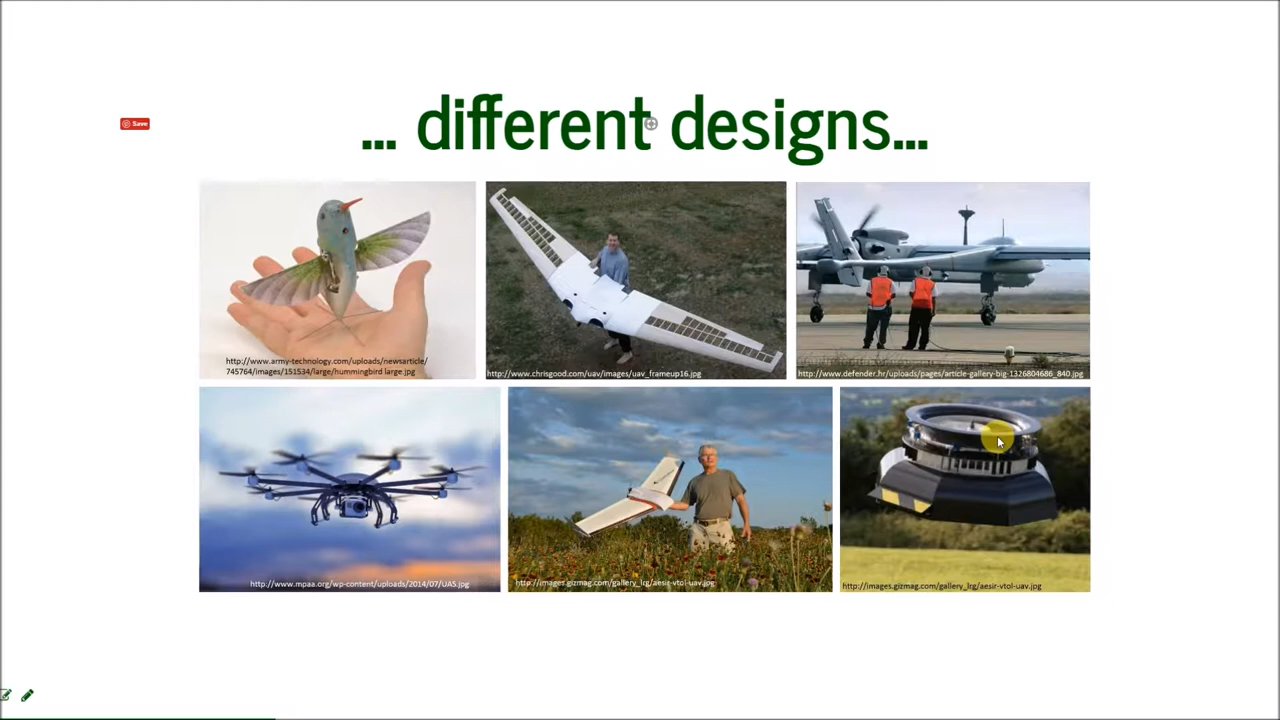 ... different designs...
Save
http://www.army-technology.com/uploads/newsarticle/
745764/images/151534/large/hummingbird large.jpg
http://www.chrisgood.com/uav/images/uav_frameup16.jpg
http://www.defender.hr/uploads/pages/article-gallery-big-1326804686_840.jpg
http://www.mpaa.org/wp-content/uploads/2014/07/UAS.jpg
http://images.gizmag.com/gallery_lrg/aesir-vtol-uav.jpg
http://images.gizmag.com/gallery_lrg/aesir-vtol-uav.jpg